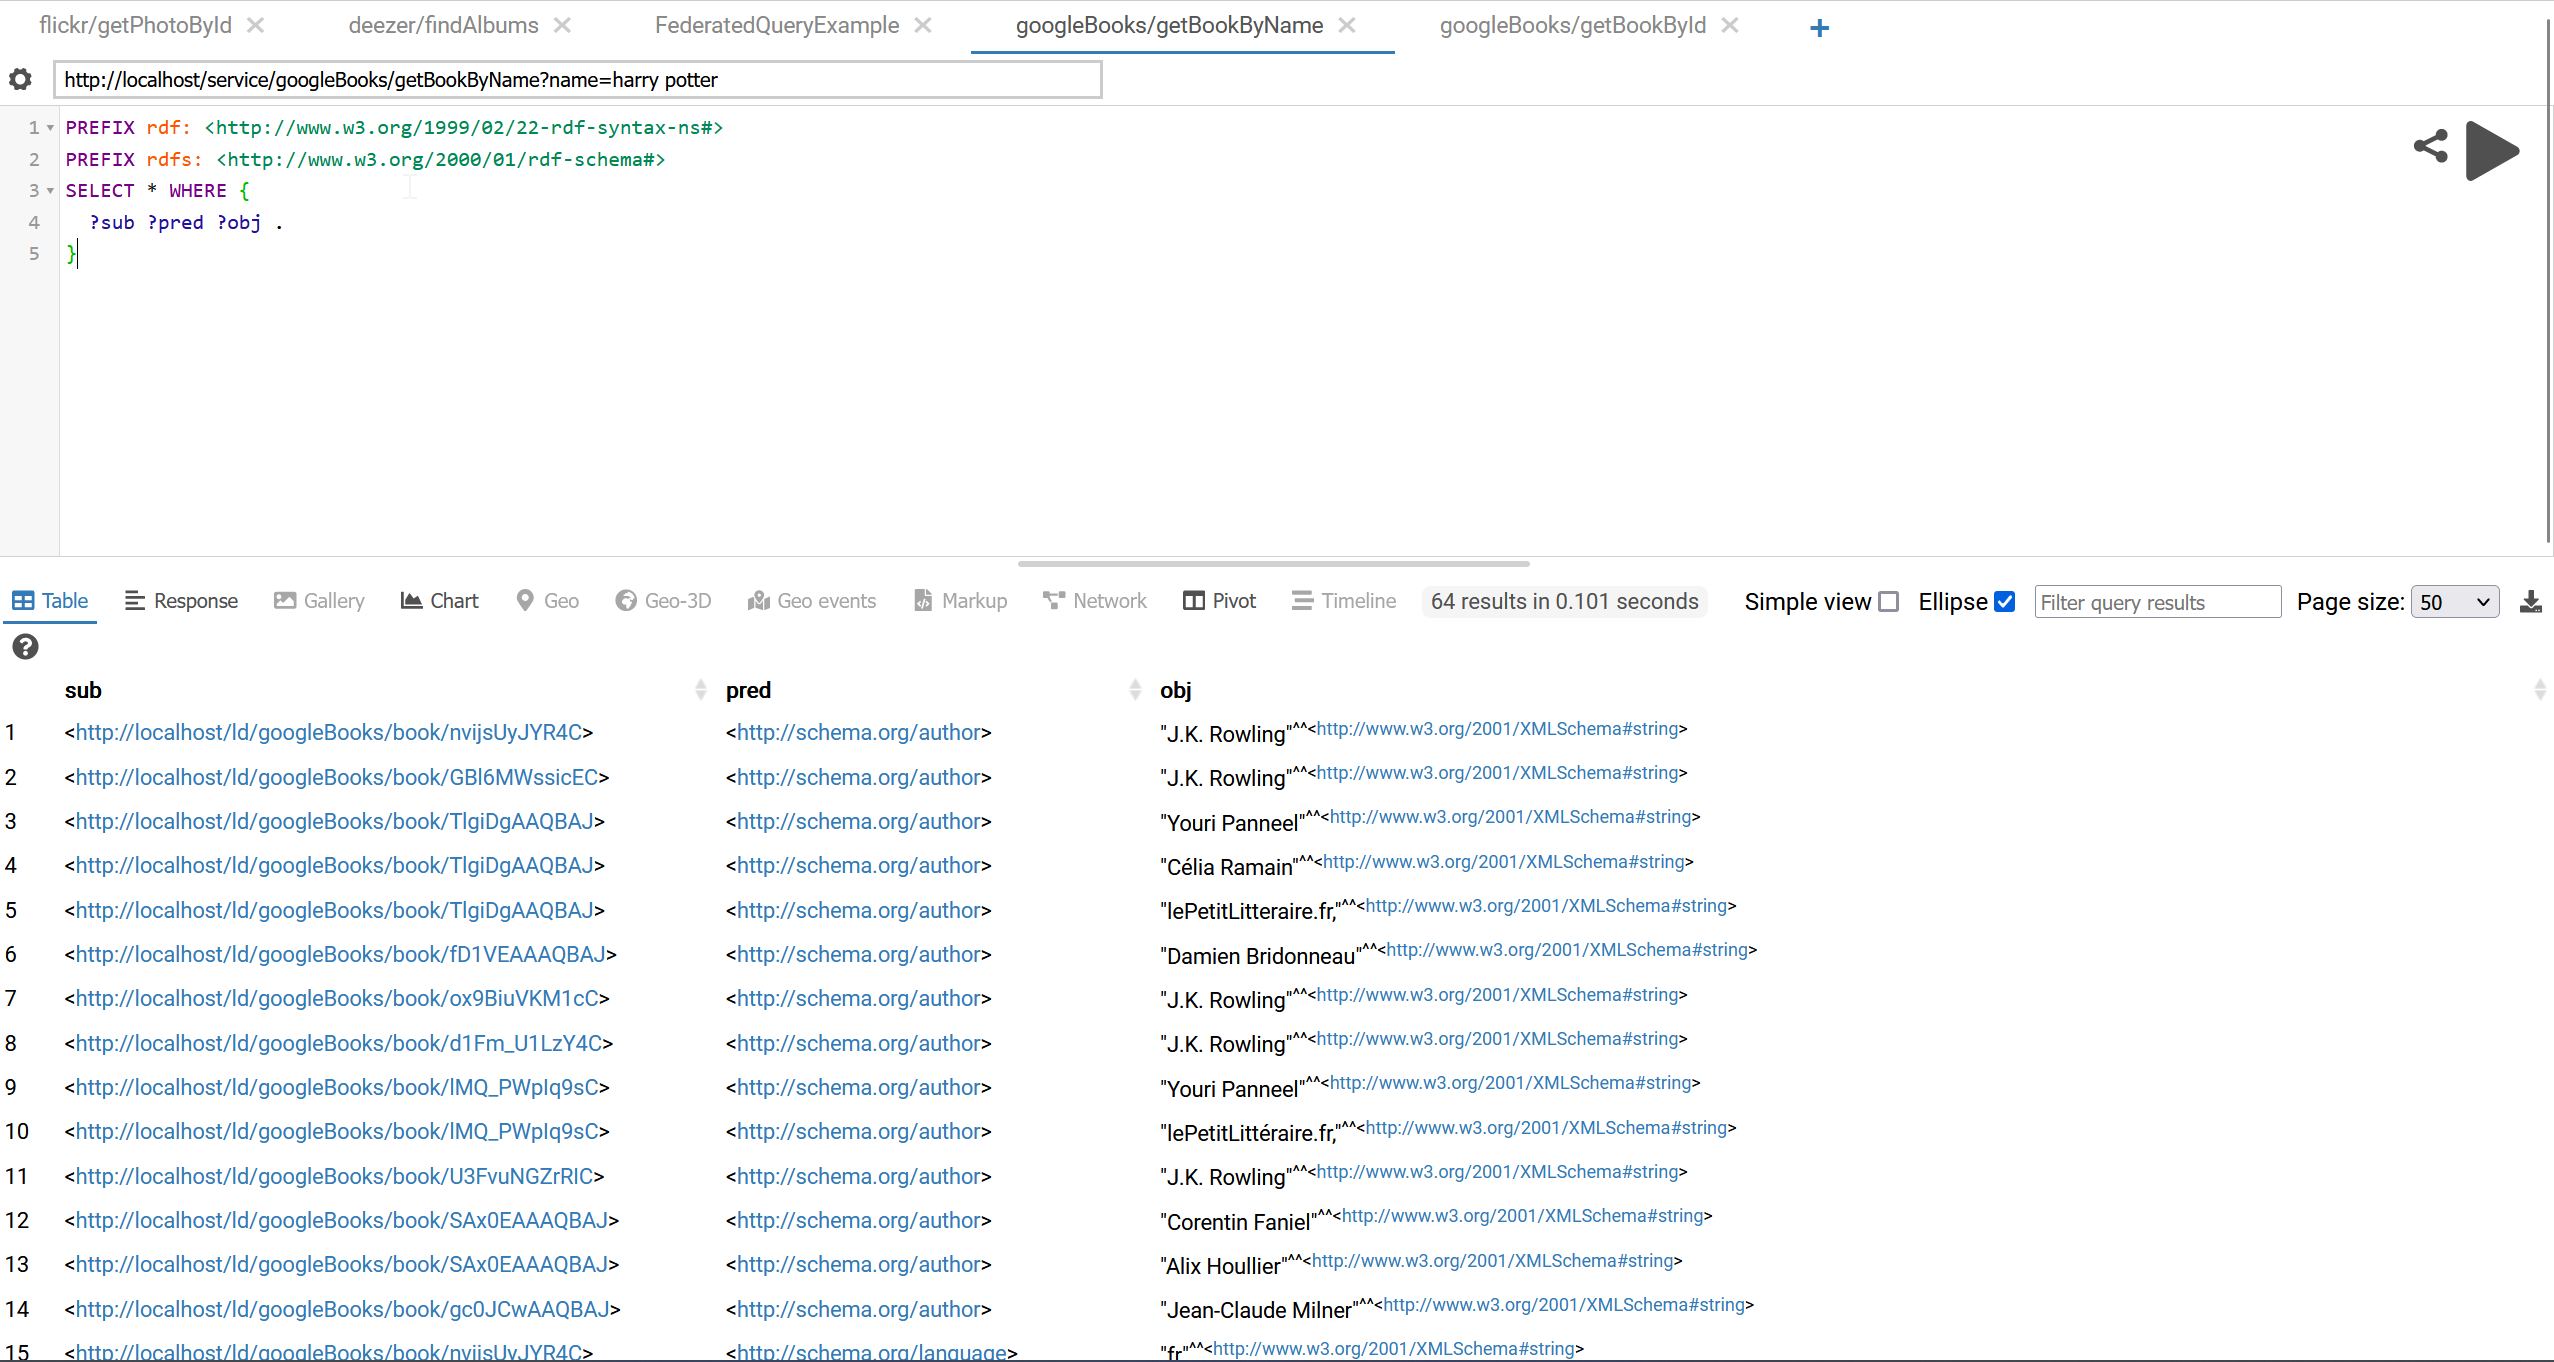 flickr/getPhotoById deezer/findAlbums FederatedQueryExample googleBooks/getBookByName googleBooks/getBookById
http://localhost/service/googleBooks/getBookByName?name=harry potter
1 PREFIX rdf: <http://www.w3.org/1999/02/22-rdf-syntax-ns#>
2 PREFIX rdfs: <http://www.w3.org/2000/01/rdf-schema#>
3 SELECT * WHERE {
4 ?sub ?pred ?obj .
5 }
Table Response Gallery Chart Geo Geo-3D Geo events Markup Network Pivot Timeline 64 results in 0.101 seconds Simple view Ellipse Filter query results Page size: 50
sub pred obj
1 <http://localhost/ld/googleBooks/book/nvijsUyJYR4C> <http://schema.org/author> "J.K. Rowling"^^<http://www.w3.org/2001/XMLSchema#string>
2 <http://localhost/ld/googleBooks/book/GBl6MWssicEC> <http://schema.org/author> "J.K. Rowling"^^<http://www.w3.org/2001/XMLSchema#string>
3 <http://localhost/ld/googleBooks/book/TlgiDgAAQBAJ> <http://schema.org/author> "Youri Panneel"^^<http://www.w3.org/2001/XMLSchema#string>
4 <http://localhost/ld/googleBooks/book/TlgiDgAAQBAJ> <http://schema.org/author> "Célia Ramain"^^<http://www.w3.org/2001/XMLSchema#string>
5 <http://localhost/ld/googleBooks/book/TlgiDgAAQBAJ> <http://schema.org/author> "lePetitLitteraire.fr,"^^<http://www.w3.org/2001/XMLSchema#string>
6 <http://localhost/ld/googleBooks/book/fD1VEAAAQBAJ> <http://schema.org/author> "Damien Bridonneau"^^<http://www.w3.org/2001/XMLSchema#string>
7 <http://localhost/ld/googleBooks/book/ox9BiuVKM1cC> <http://schema.org/author> "J.K. Rowling"^^<http://www.w3.org/2001/XMLSchema#string>
8 <http://localhost/ld/googleBooks/book/d1Fm_U1LzY4C> <http://schema.org/author> "J.K. Rowling"^^<http://www.w3.org/2001/XMLSchema#string>
9 <http://localhost/ld/googleBooks/book/lMQ_PWpIq9sC> <http://schema.org/author> "Youri Panneel"^^<http://www.w3.org/2001/XMLSchema#string>
10 <http://localhost/ld/googleBooks/book/lMQ_PWpIq9sC> <http://schema.org/author> "lePetitLittéraire.fr,"^^<http://www.w3.org/2001/XMLSchema#string>
11 <http://localhost/ld/googleBooks/book/U3FvuNGZrRIC> <http://schema.org/author> "J.K. Rowling"^^<http://www.w3.org/2001/XMLSchema#string>
12 <http://localhost/ld/googleBooks/book/SAx0EAAAQBAJ> <http://schema.org/author> "Corentin Faniel"^^<http://www.w3.org/2001/XMLSchema#string>
13 <http://localhost/ld/googleBooks/book/SAx0EAAAQBAJ> <http://schema.org/author> "Alix Houllier"^^<http://www.w3.org/2001/XMLSchema#string>
14 <http://localhost/ld/googleBooks/book/gc0JCwAAQBAJ> <http://schema.org/author> "Jean-Claude Milner"^^<http://www.w3.org/2001/XMLSchema#string>
15 <http://localhost/ld/googleBooks/book/nvijsUyJYR4C> <http://schema.org/language> "fr"^^<http://www.w3.org/2001/XMLSchema#string>